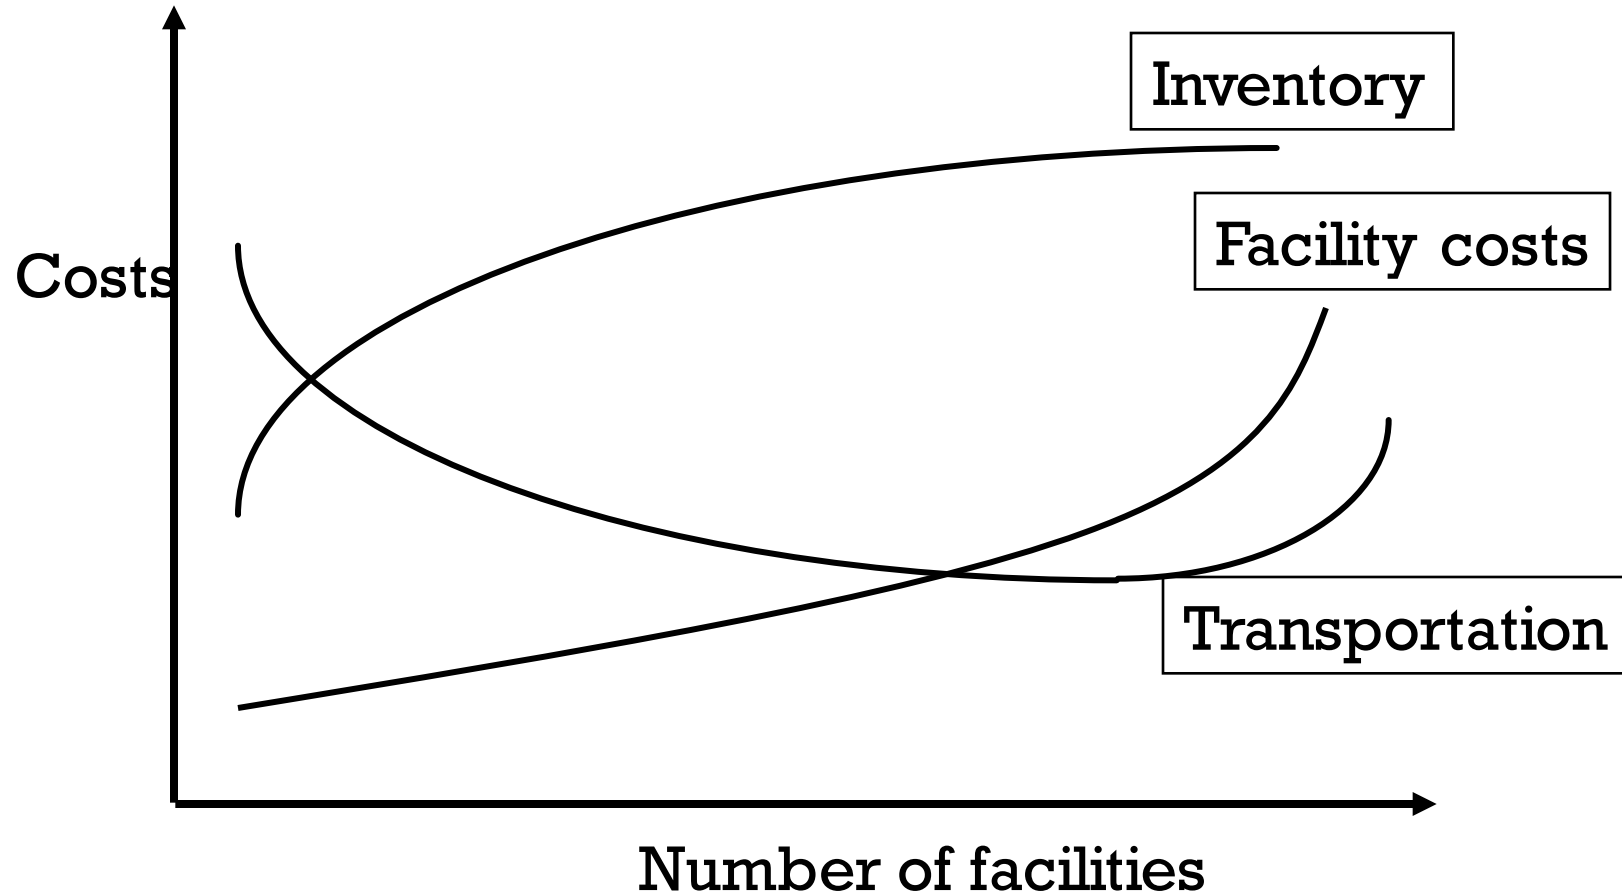 Inventory
Facility costs
Costs
Transportation
Number of facilities